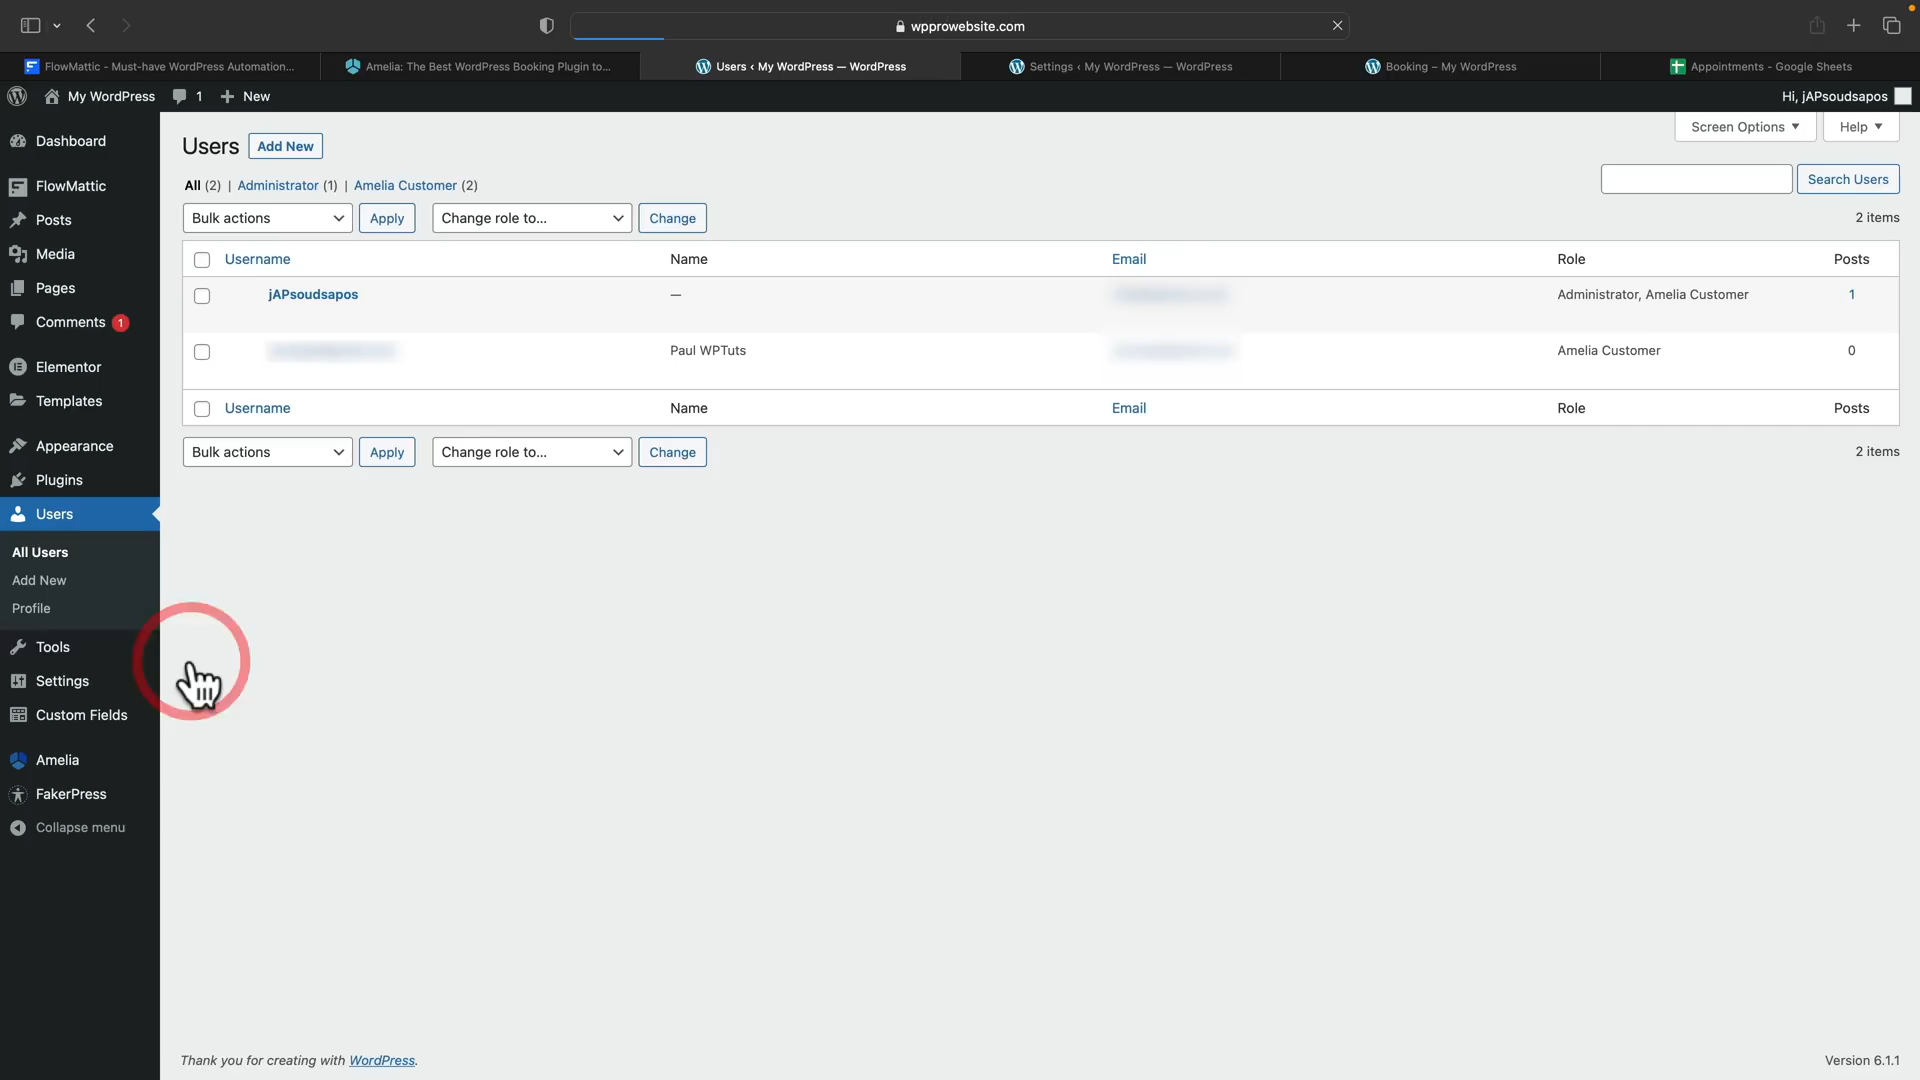 wpprowebsite.com
FlowMattic - Must-have WordPress Automation...
Amelia: The Best WordPress Booking Plugin to...
Users ‹ My WordPress — WordPress
Settings ‹ My WordPress — WordPress
Booking – My WordPress
Appointments - Google Sheets
My WordPress 1 New
Hi, jAPsoudsapos
Dashboard
FlowMattic
Posts
Media
Pages
Comments 1
Elementor
Templates
Appearance
Plugins
Users
All Users
Add New
Profile
Tools
Settings
Custom Fields
Amelia
FakerPress
Collapse menu
Screen Options
Help
Users Add New
All (2) | Administrator (1) | Amelia Customer (2)
Search Users
Bulk actions Apply Change role to... Change
2 items
Username Name Email Role Posts
jAPsoudsapos — Administrator, Amelia Customer 1
Paul WPTuts Amelia Customer 0
Username Name Email Role Posts
Bulk actions Apply Change role to... Change
2 items
Thank you for creating with WordPress.
Version 6.1.1